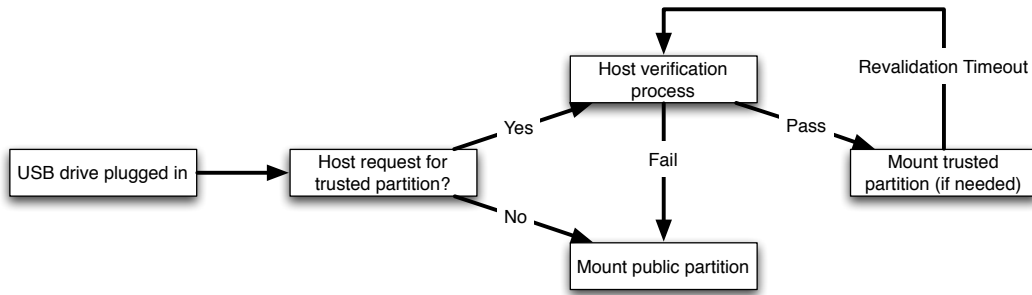 USB drive plugged in
Host request for
trusted partition?
Yes
No
Host verification
process
Fail
Mount public partition
Pass
Mount trusted
partition (if needed)
Revalidation Timeout